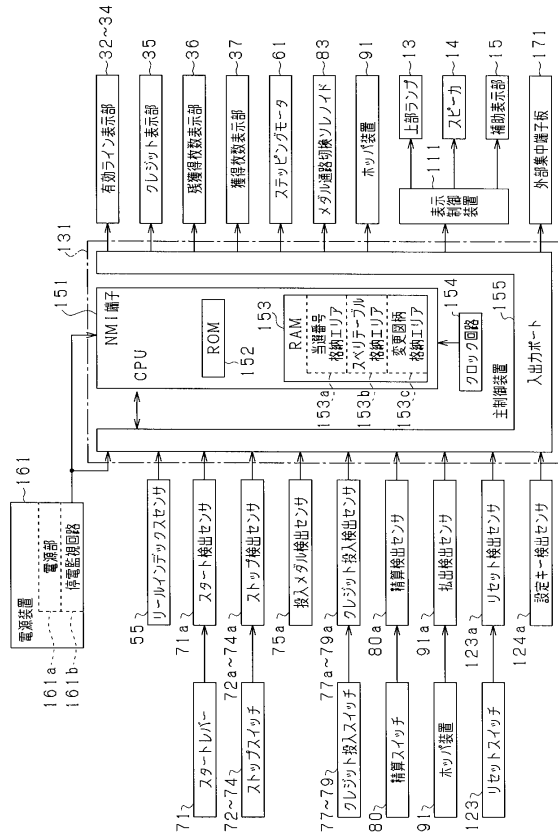 電源装置
161
電源部
停電監視回路
161a
161b
131
151
NMI端子
CPU
ROM
152
RAM
153
当選番号
格納エリア
スベリテーブル
格納エリア
変更図柄
格納エリア
153a
153b
153c
クロック回路
154
主制御装置
155
入出力ポート
リールインデックスセンサ
55
スタートレバー
71
スタート検出センサ
71a
ストップスイッチ
72~74
ストップ検出センサ
72a~74a
投入メダル検出センサ
75a
クレジット投入スイッチ
77~79
クレジット投入検出センサ
77a~79a
精算スイッチ
80
精算検出センサ
80a
ホッパ装置
91
払出検出センサ
91a
リセットスイッチ
123
リセット検出センサ
123a
設定キー検出センサ
124a
有効ライン表示部
32~34
クレジット表示部
35
残獲得枚数表示部
36
獲得枚数表示部
37
ステッピングモータ
61
メダル通路切換ソレノイド
83
ホッパ装置
91
表示
制御
装置
111
上部ランプ
13
スピーカ
14
補助表示部
15
外部集中端子板
171